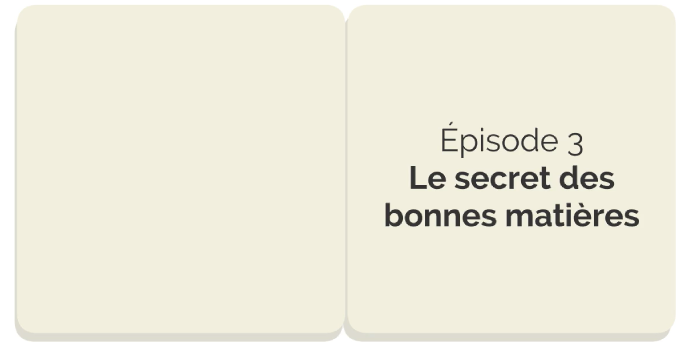 Épisode 3
Le secret des
bonnes matières